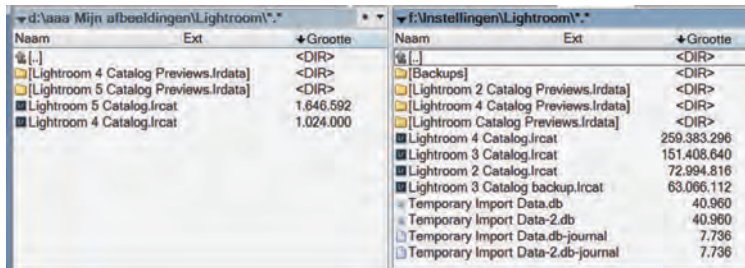 d:\aaa Mijn afbeeldingen\Lightroom\*.*
Naam Ext Grootte
[..] <DIR>
[Lightroom 4 Catalog Previews.lrdata] <DIR>
[Lightroom 5 Catalog Previews.lrdata] <DIR>
Lightroom 5 Catalog.lrcat 1.646.592
Lightroom 4 Catalog.lrcat 1.024.000
f:\Instellingen\Lightroom\*.*
Naam Ext Grootte
[..] <DIR>
[Backups] <DIR>
[Lightroom 2 Catalog Previews.lrdata] <DIR>
[Lightroom 4 Catalog Previews.lrdata] <DIR>
[Lightroom Catalog Previews.lrdata] <DIR>
Lightroom 4 Catalog.lrcat 259.383.296
Lightroom 3 Catalog.lrcat 151.408.640
Lightroom 2 Catalog.lrcat 72.994.816
Lightroom 3 Catalog backup.lrcat 63.066.112
Temporary Import Data.db 40.960
Temporary Import Data-2.db 40.960
Temporary Import Data.db-journal 7.736
Temporary Import Data-2.db-journal 7.736